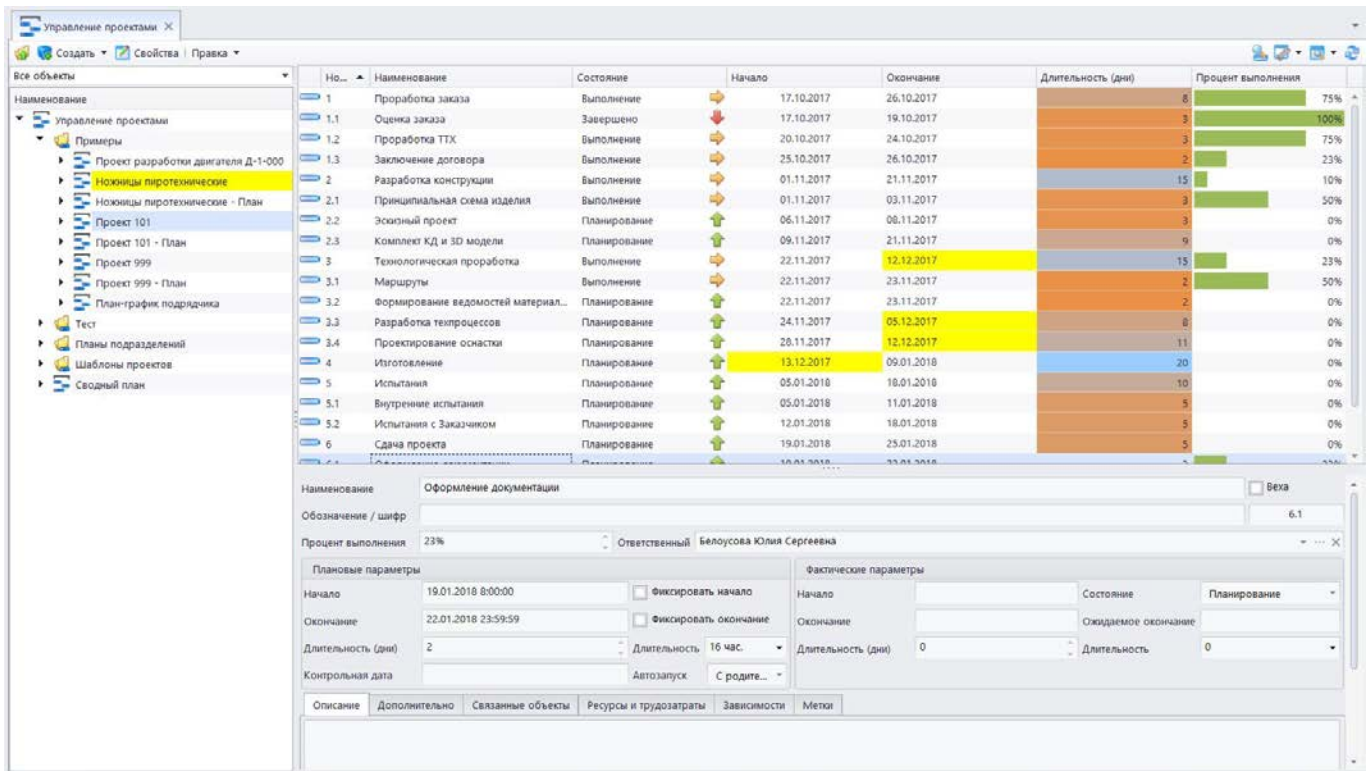 Управление проектами
Создать Свойства Правка
Все объекты
Наименование
Управление проектами
Примеры
Проект разработки двигателя Д-1-000
Ножницы пиротехнические
Ножницы пиротехнические - План
Проект 101
Проект 101 - План
Проект 999
Проект 999 - План
План-график подрядчика
Тест
Планы подразделений
Шаблоны проектов
Сводный план
Но... Наименование Состояние Начало Окончание Длительность (дни) Процент выполнения
1 Проработка заказа Выполнение 17.10.2017 26.10.2017 8 75%
1.1 Оценка заказа Завершено 17.10.2017 19.10.2017 3 100%
1.2 Проработка ТТХ Выполнение 20.10.2017 24.10.2017 3 75%
1.3 Заключение договора Выполнение 25.10.2017 26.10.2017 2 23%
2 Разработка конструкции Выполнение 01.11.2017 21.11.2017 15 10%
2.1 Принципиальная схема изделия Выполнение 01.11.2017 03.11.2017 3 50%
2.2 Эскизный проект Планирование 06.11.2017 08.11.2017 3 0%
2.3 Комплект КД и 3D модели Планирование 09.11.2017 21.11.2017 9 0%
3 Технологическая проработка Выполнение 22.11.2017 12.12.2017 15 23%
3.1 Маршруты Выполнение 22.11.2017 23.11.2017 2 50%
3.2 Формирование ведомостей материал... Планирование 22.11.2017 23.11.2017 2 0%
3.3 Разработка техпроцессов Планирование 24.11.2017 05.12.2017 8 0%
3.4 Проектирование оснастки Планирование 28.11.2017 12.12.2017 11 0%
4 Изготовление Планирование 13.12.2017 09.01.2018 20 0%
5 Испытания Планирование 05.01.2018 18.01.2018 10 0%
5.1 Внутренние испытания Планирование 05.01.2018 11.01.2018 5 0%
5.2 Испытания с Заказчиком Планирование 12.01.2018 18.01.2018 5 0%
6 Сдача проекта Планирование 19.01.2018 25.01.2018 5 0%
Наименование Оформление документации Веха
Обозначение / шифр 6.1
Процент выполнения 23% Ответственный Белоусова Юлия Сергеевна
Плановые параметры Фактические параметры
Начало 19.01.2018 8:00:00 Фиксировать начало Начало Состояние Планирование
Окончание 22.01.2018 23:59:59 Фиксировать окончание Окончание Ожидаемое окончание
Длительность (дни) 2 Длительность 16 час. Длительность (дни) 0 Длительность 0
Контрольная дата Автозапуск С родите...
Описание Дополнительно Связанные объекты Ресурсы и трудозатраты Зависимости Метки